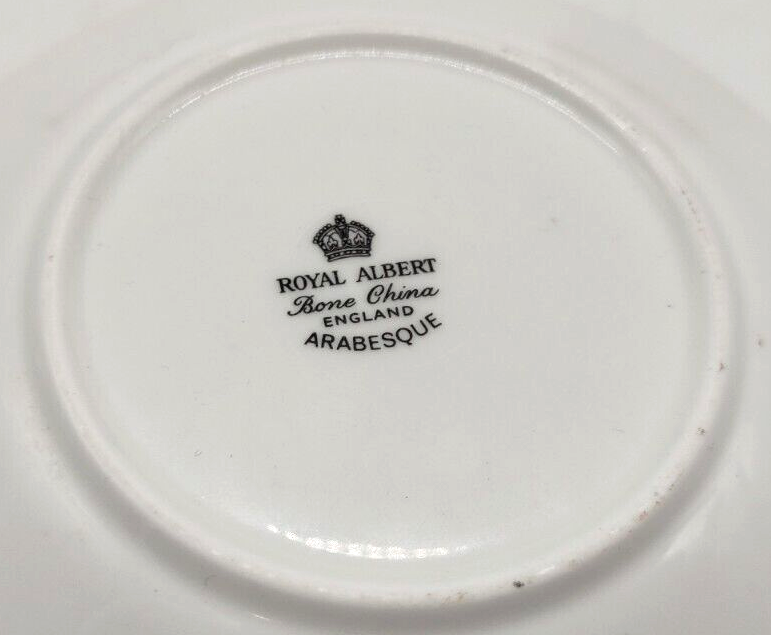 ROYAL ALBERT
Bone China
ENGLAND
ARABESQUE